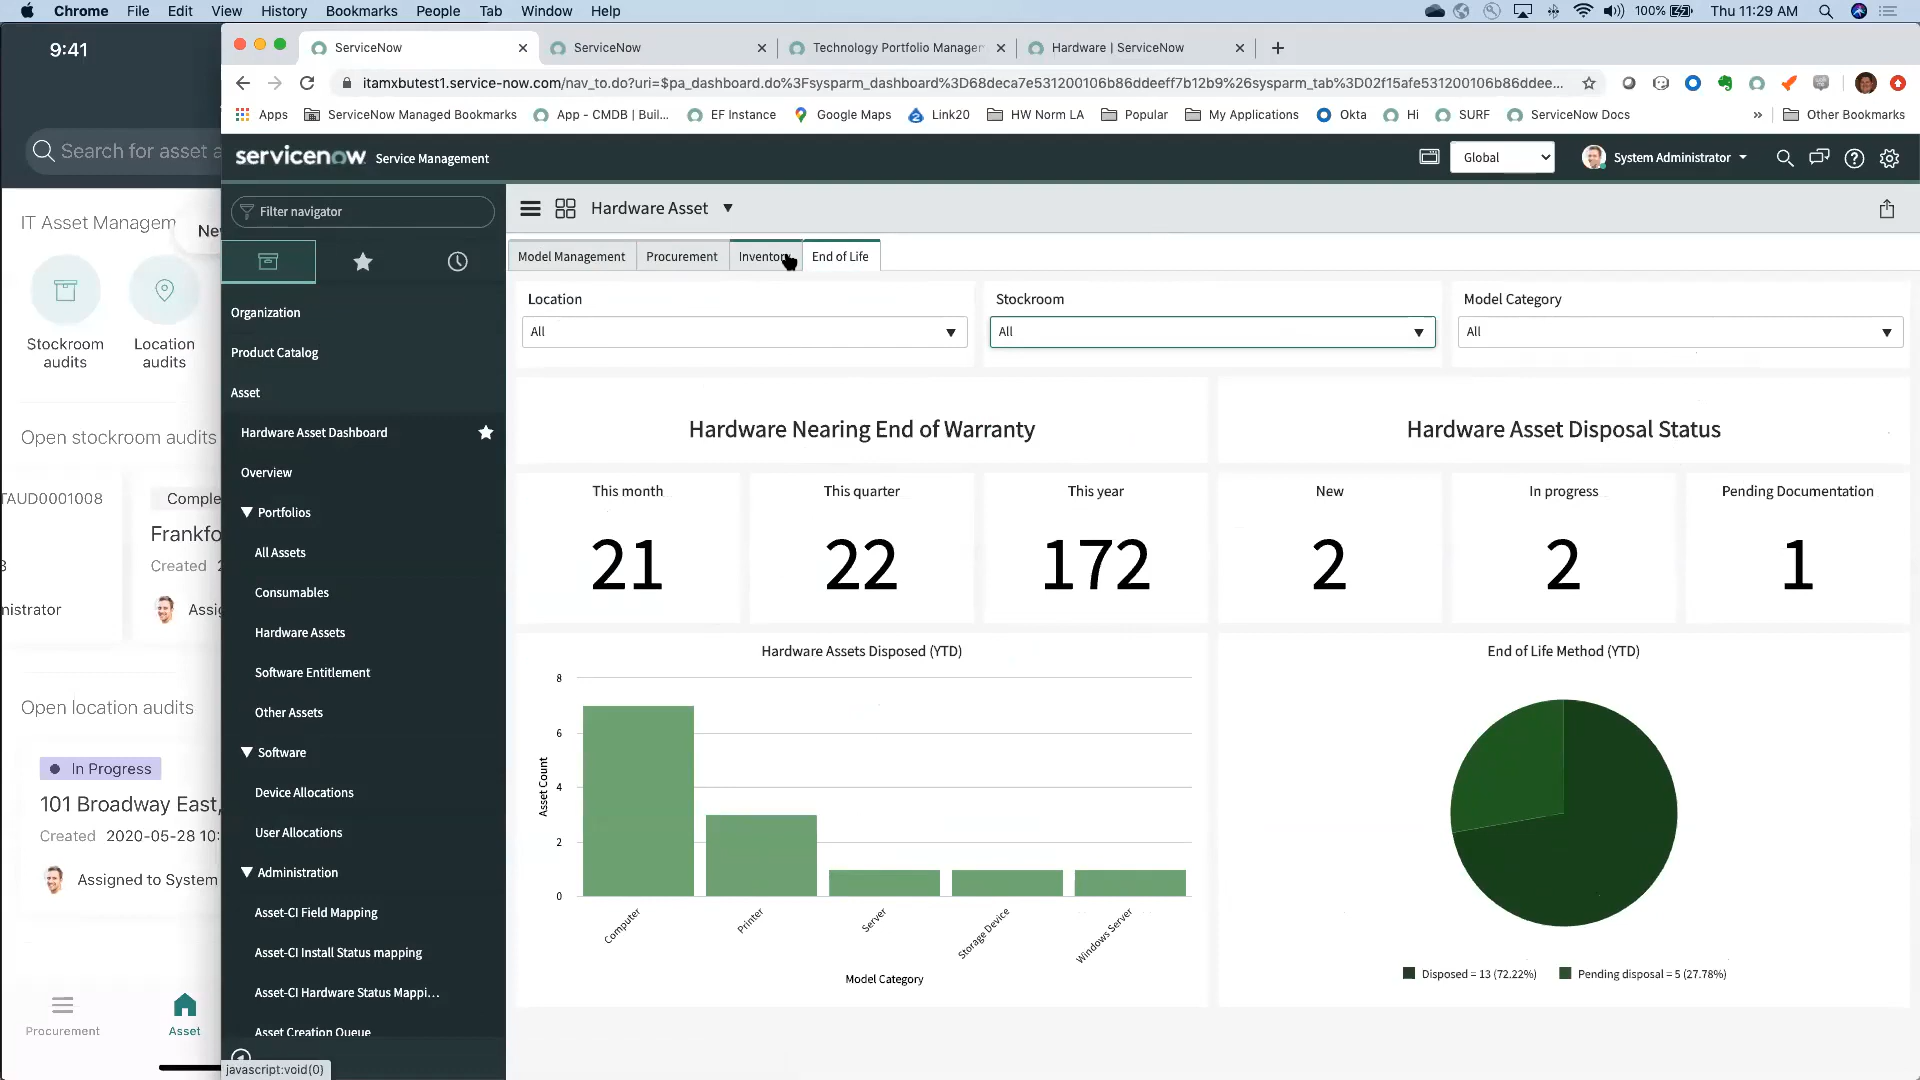 Chrome File Edit View History Bookmarks People Tab Window Help
100% Thu 11:29 AM
9:41
Search for asset a
IT Asset Managem
Ne
Stockroom audits
Location audits
Open stockroom audits
TAUD0001008
Comple
Frankfo
Created 2
nistrator
Assig
Open location audits
In Progress
101 Broadway East,
Created 2020-05-28 10:
Assigned to System
Procurement
Asset
ServiceNow
ServiceNow
Technology Portfolio Manager
Hardware | ServiceNow
itamxbutest1.service-now.com/nav_to.do?uri=$pa_dashboard.do%3Fsysparm_dashboard%3D68deca7e531200106b86ddeeff7b12b9%26sysparm_tab%3D02f15afe531200106b86ddee...
Apps ServiceNow Managed Bookmarks App - CMDB | Buil... EF Instance Google Maps Link20 HW Norm LA Popular My Applications Okta Hi SURF ServiceNow Docs » Other Bookmarks
servicenow Service Management
Global
System Administrator
Filter navigator
Organization
Product Catalog
Asset
Hardware Asset Dashboard
Overview
Portfolios
All Assets
Consumables
Hardware Assets
Software Entitlement
Other Assets
Software
Device Allocations
User Allocations
Administration
Asset-CI Field Mapping
Asset-CI Install Status mapping
Asset-CI Hardware Status Mappi...
Asset Creation Queue
javascript:void(0)
Hardware Asset
Model Management Procurement Inventory End of Life
Location
All
Stockroom
All
Model Category
All
Hardware Nearing End of Warranty
This month
21
This quarter
22
This year
172
Hardware Asset Disposal Status
New
2
In progress
2
Pending Documentation
1
Hardware Assets Disposed (YTD)
8
6
4
2
0
Asset Count
Computer
Printer
Server
Storage Device
Windows Server
Model Category
End of Life Method (YTD)
Disposed = 13 (72.22%) Pending disposal = 5 (27.78%)